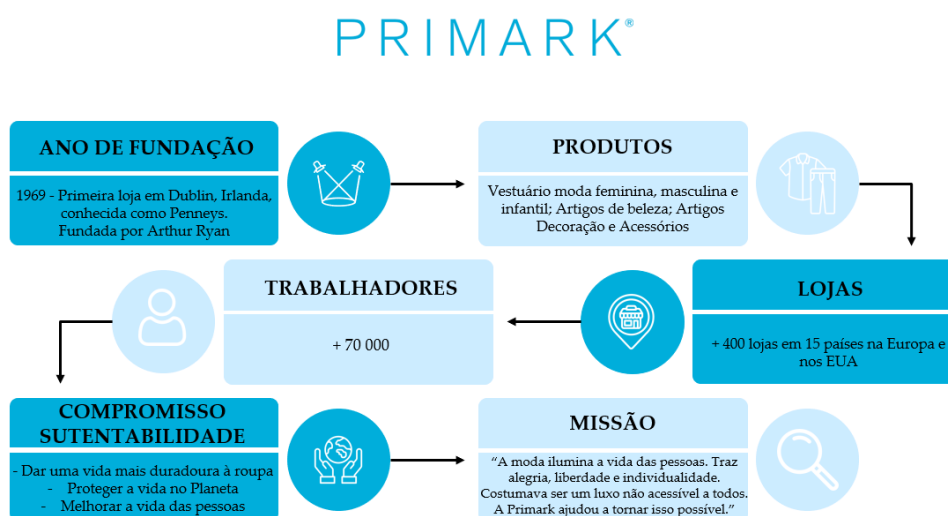 PRIMARK®
ANO DE FUNDAÇÃO
1969 - Primeira loja em Dublin, Irlanda,
conhecida como Penneys.
Fundada por Arthur Ryan
PRODUTOS
Vestuário moda feminina, masculina e
infantil; Artigos de beleza; Artigos
Decoração e Acessórios
LOJAS
+ 400 lojas em 15 países na Europa e
nos EUA
TRABALHADORES
+ 70 000
COMPROMISSO
SUTENTABILIDADE
- Dar uma vida mais duradoura à roupa
- Proteger a vida no Planeta
- Melhorar a vida das pessoas
MISSÃO
“A moda ilumina a vida das pessoas. Traz
alegria, liberdade e individualidade.
Costumava ser um luxo não acessível a todos.
A Primark ajudou a tornar isso possível.”